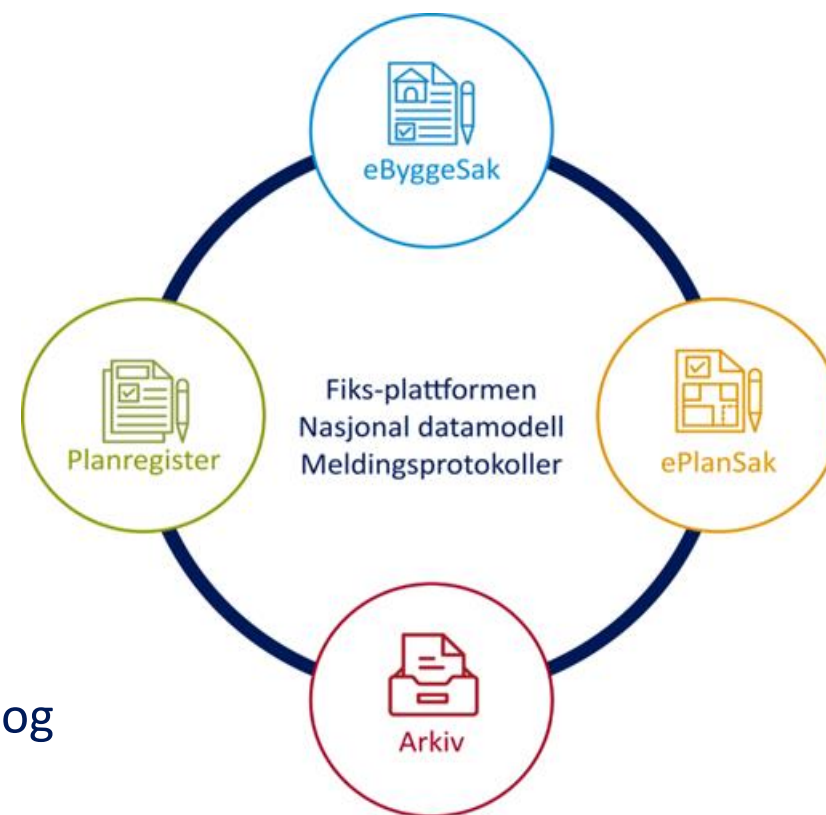 eByggeSak
Planregister
Fiks-plattformen
Nasjonal datamodell
Meldingsprotokoller
ePlanSak
og
Arkiv